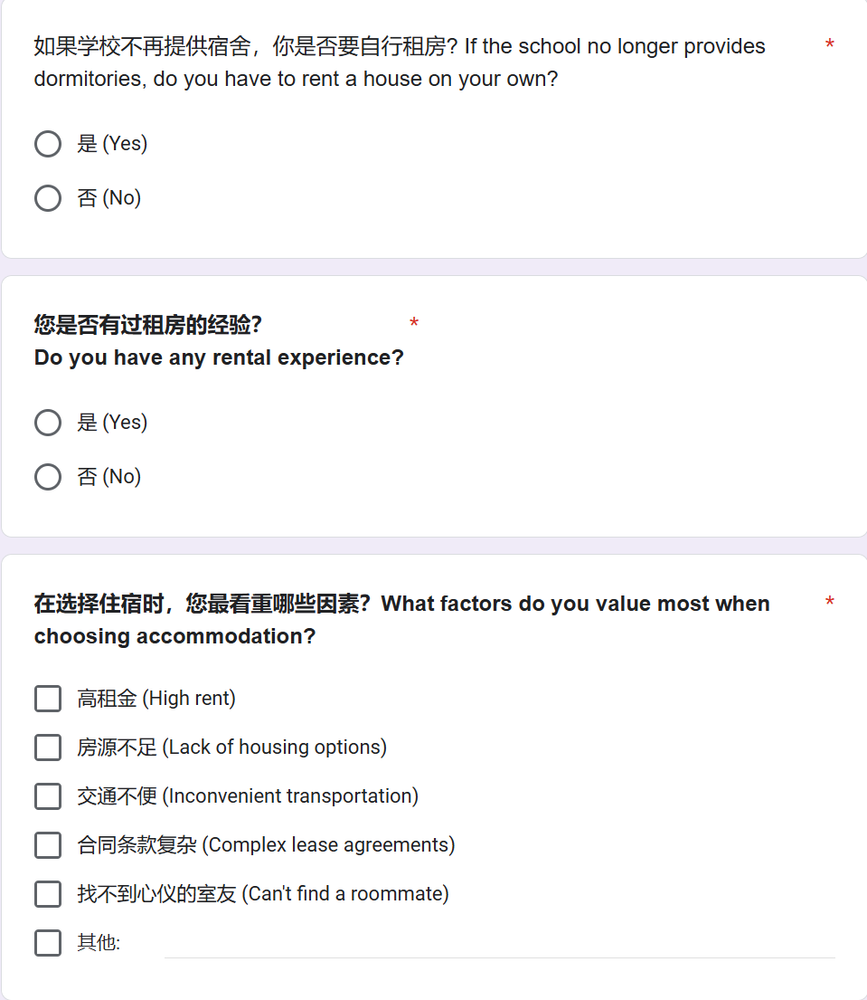 如果学校不再提供宿舍，你是否要自行租房? If the school no longer provides *
dormitories, do you have to rent a house on your own?
是 (Yes)
否 (No)
您是否有过租房的经验? *
Do you have any rental experience?
是 (Yes)
否 (No)
在选择住宿时，您最看重哪些因素？What factors do you value most when *
choosing accommodation?
高租金 (High rent)
房源不足 (Lack of housing options)
交通不便 (Inconvenient transportation)
合同条款复杂 (Complex lease agreements)
找不到心仪的室友 (Can't find a roommate)
其他: